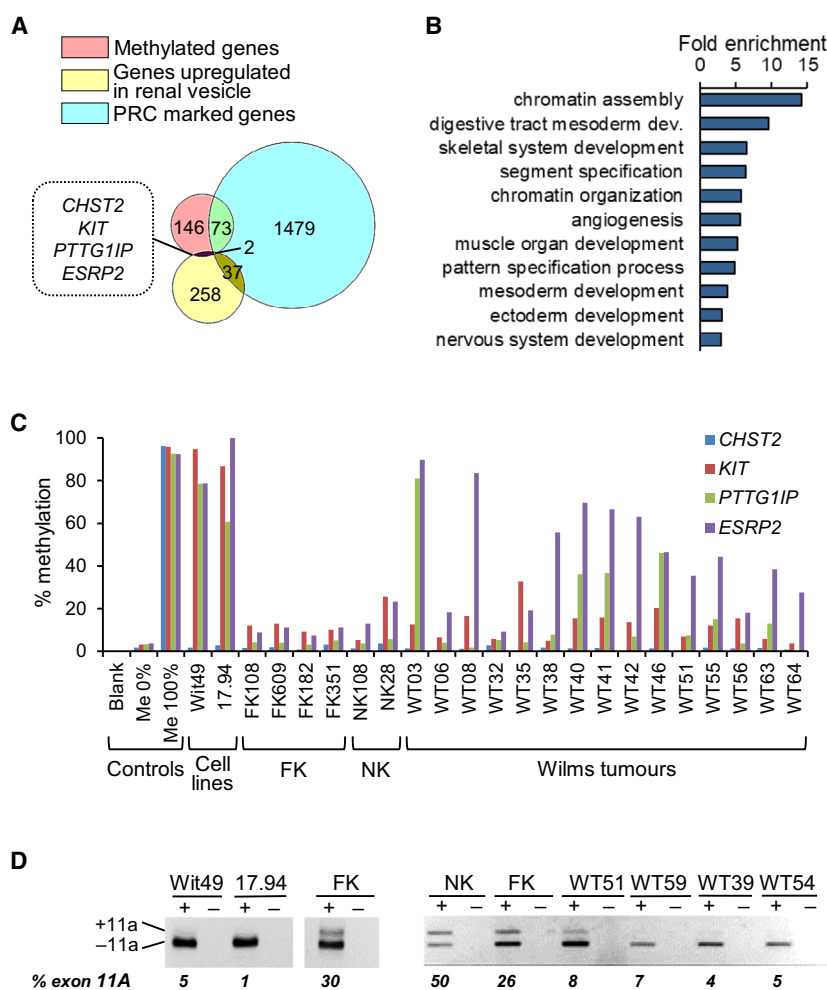 A
Methylated genes
Genes upregulated
in renal vesicle
PRC marked genes
CHST2
KIT
PTTG1IP
ESRP2
146
73
1479
2
37
258
B
Fold enrichment
0 5 10 15
chromatin assembly
digestive tract mesoderm dev.
skeletal system development
segment specification
chromatin organization
angiogenesis
muscle organ development
pattern specification process
mesoderm development
ectoderm development
nervous system development
C
% methylation
100
80
60
40
20
0
CHST2
KIT
PTTG1IP
ESRP2
Blank
Me 0%
Me 100%
Wit49
17.94
FK108
FK609
FK182
FK351
NK108
NK28
WT03
WT06
WT08
WT32
WT35
WT38
WT40
WT41
WT42
WT46
WT51
WT55
WT56
WT63
WT64
Controls
Cell
lines
FK
NK
Wilms tumours
D
Wit49 17.94 FK NK FK WT51 WT59 WT39 WT54
+ – + – + – + – + – + – + – + – + –
+11a
–11a
% exon 11A 5 1 30 50 26 8 7 4 5